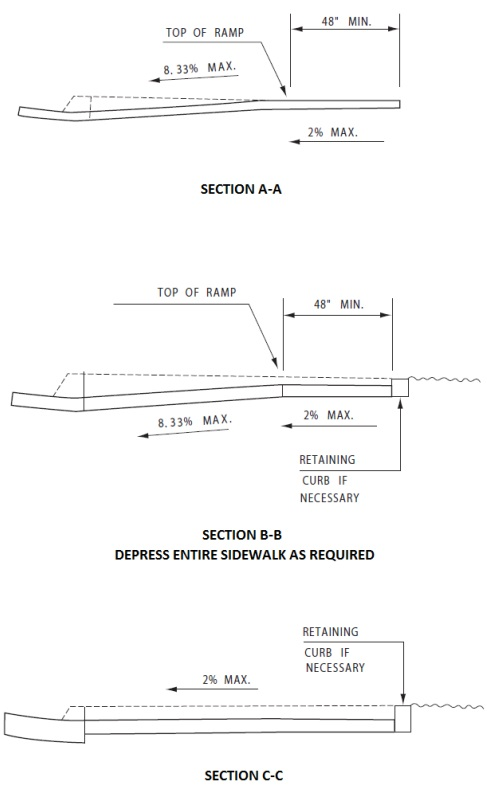 48" MIN.
TOP OF RAMP
8.33% MAX.
2% MAX.
SECTION A-A
TOP OF RAMP
48" MIN.
8.33% MAX.
2% MAX.
RETAINING
CURB IF
NECESSARY
SECTION B-B
DEPRESS ENTIRE SIDEWALK AS REQUIRED
RETAINING
CURB IF
NECESSARY
2% MAX.
SECTION C-C